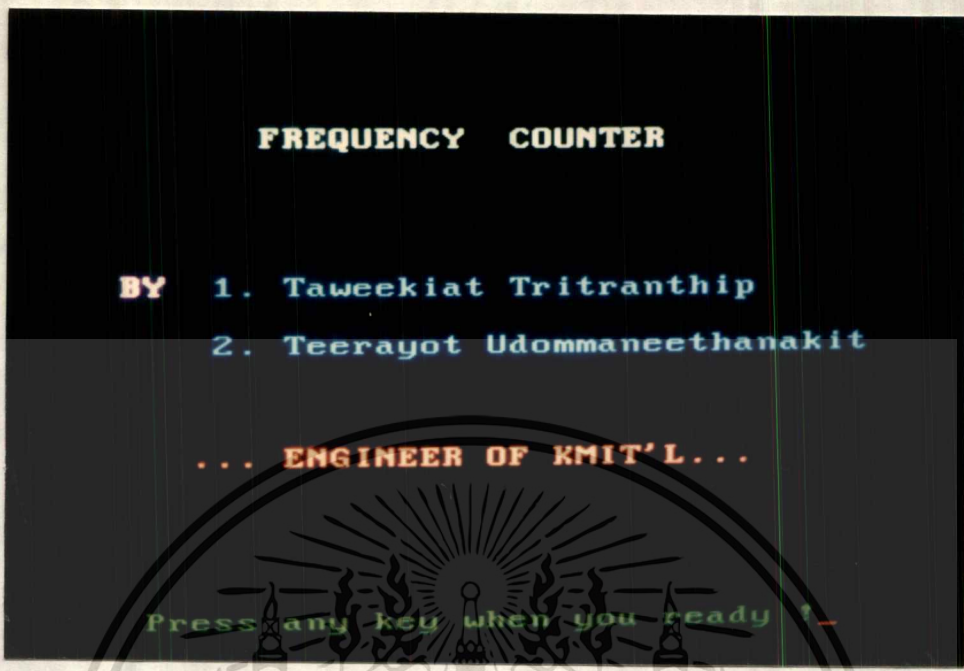 FREQUENCY COUNTER
BY 1. Taweekiat Tritranthip
2. Teerayot Udommaneethanakit
... ENGINEER OF KMIT'L...
Press any key when you ready !_